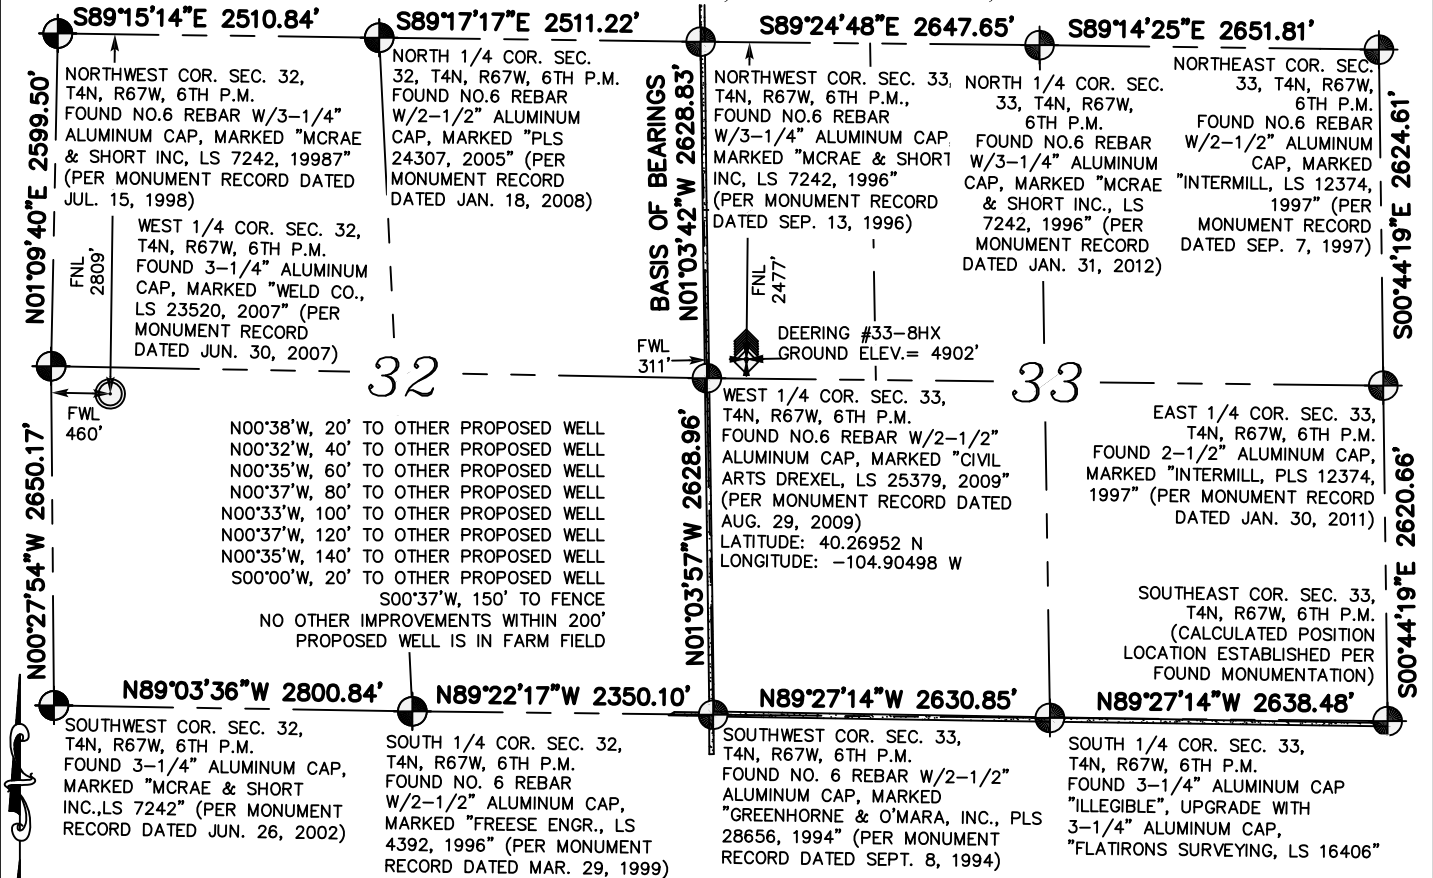 S89°15'14"E 2510.84'
S89°17'17"E 2511.22'
S89°24'48"E 2647.65'
S89°14'25"E 2651.81'
N01°09'40"E 2599.50'
NORTHWEST COR. SEC. 32,
T4N, R67W, 6TH P.M.
FOUND NO.6 REBAR W/3-1/4"
ALUMINUM CAP, MARKED "MCRAE
& SHORT INC, LS 7242, 19987"
(PER MONUMENT RECORD DATED
JUL. 15, 1998)
NORTH 1/4 COR. SEC.
32, T4N, R67W, 6TH P.M.
FOUND NO.6 REBAR
W/2-1/2" ALUMINUM
CAP, MARKED "PLS
24307, 2005" (PER
MONUMENT RECORD
DATED JAN. 18, 2008)
BASIS OF BEARINGS
N01°03'42"W 2628.83'
NORTHWEST COR. SEC. 33,
T4N, R67W, 6TH P.M.,
FOUND NO.6 REBAR
W/3-1/4" ALUMINUM CAP,
MARKED "MCRAE & SHORT
INC, LS 7242, 1996"
(PER MONUMENT RECORD
DATED SEP. 13, 1996)
NORTH 1/4 COR. SEC.
33, T4N, R67W,
6TH P.M.
FOUND NO.6 REBAR
W/3-1/4" ALUMINUM
CAP, MARKED "MCRAE
& SHORT INC., LS
7242, 1996" (PER
MONUMENT RECORD
DATED JAN. 31, 2012)
NORTHEAST COR. SEC.
33, T4N, R67W,
6TH P.M.
FOUND NO.6 REBAR
W/2-1/2" ALUMINUM
CAP, MARKED
"INTERMILL, LS 12374,
1997" (PER
MONUMENT RECORD
DATED SEP. 7, 1997)
S00°44'19"E 2624.61'
WEST 1/4 COR. SEC. 32,
T4N, R67W, 6TH P.M.
FOUND 3-1/4" ALUMINUM
CAP, MARKED "WELD CO.,
LS 23520, 2007" (PER
MONUMENT RECORD
DATED JUN. 30, 2007)
FNL
2809'
FNL
2477'
DEERING #33-8HX
GROUND ELEV.= 4902'
FWL
311'
32
33
FWL
460'
N00°27'54"W 2650.17'
N00°38'W, 20' TO OTHER PROPOSED WELL
N00°32'W, 40' TO OTHER PROPOSED WELL
N00°35'W, 60' TO OTHER PROPOSED WELL
N00°37'W, 80' TO OTHER PROPOSED WELL
N00°33'W, 100' TO OTHER PROPOSED WELL
N00°37'W, 120' TO OTHER PROPOSED WELL
N00°35'W, 140' TO OTHER PROPOSED WELL
S00°00'W, 20' TO OTHER PROPOSED WELL
S00°37'W, 150' TO FENCE
NO OTHER IMPROVEMENTS WITHIN 200'
PROPOSED WELL IS IN FARM FIELD
N01°03'57"W 2628.96'
WEST 1/4 COR. SEC. 33,
T4N, R67W, 6TH P.M.
FOUND NO.6 REBAR W/2-1/2"
ALUMINUM CAP, MARKED "CIVIL
ARTS DREXEL, LS 25379, 2009"
(PER MONUMENT RECORD DATED
AUG. 29, 2009)
LATITUDE: 40.26952 N
LONGITUDE: -104.90498 W
EAST 1/4 COR. SEC. 33,
T4N, R67W, 6TH P.M.
FOUND 2-1/2" ALUMINUM CAP,
MARKED "INTERMILL, PLS 12374,
1997" (PER MONUMENT RECORD
DATED JAN. 30, 2011)
S00°44'19"E 2620.66'
SOUTHEAST COR. SEC. 33,
T4N, R67W, 6TH P.M.
(CALCULATED POSITION
LOCATION ESTABLISHED PER
FOUND MONUMENTATION)
N89°03'36"W 2800.84'
N89°22'17"W 2350.10'
N89°27'14"W 2630.85'
N89°27'14"W 2638.48'
SOUTHWEST COR. SEC. 32,
T4N, R67W, 6TH P.M.
FOUND 3-1/4" ALUMINUM CAP,
MARKED "MCRAE & SHORT
INC.,LS 7242" (PER MONUMENT
RECORD DATED JUN. 26, 2002)
SOUTH 1/4 COR. SEC. 32,
T4N, R67W, 6TH P.M.
FOUND NO. 6 REBAR
W/2-1/2" ALUMINUM CAP,
MARKED "FREESE ENGR., LS
4392, 1996" (PER MONUMENT
RECORD DATED MAR. 29, 1999)
SOUTHWEST COR. SEC. 33,
T4N, R67W, 6TH P.M.
FOUND NO. 6 REBAR W/2-1/2"
ALUMINUM CAP, MARKED
"GREENHORNE & O'MARA, INC., PLS
28656, 1994" (PER MONUMENT
RECORD DATED SEPT. 8, 1994)
SOUTH 1/4 COR. SEC. 33,
T4N, R67W, 6TH P.M.
FOUND 3-1/4" ALUMINUM CAP
"ILLEGIBLE", UPGRADE WITH
3-1/4" ALUMINUM CAP,
"FLATIRONS SURVEYING, LS 16406"